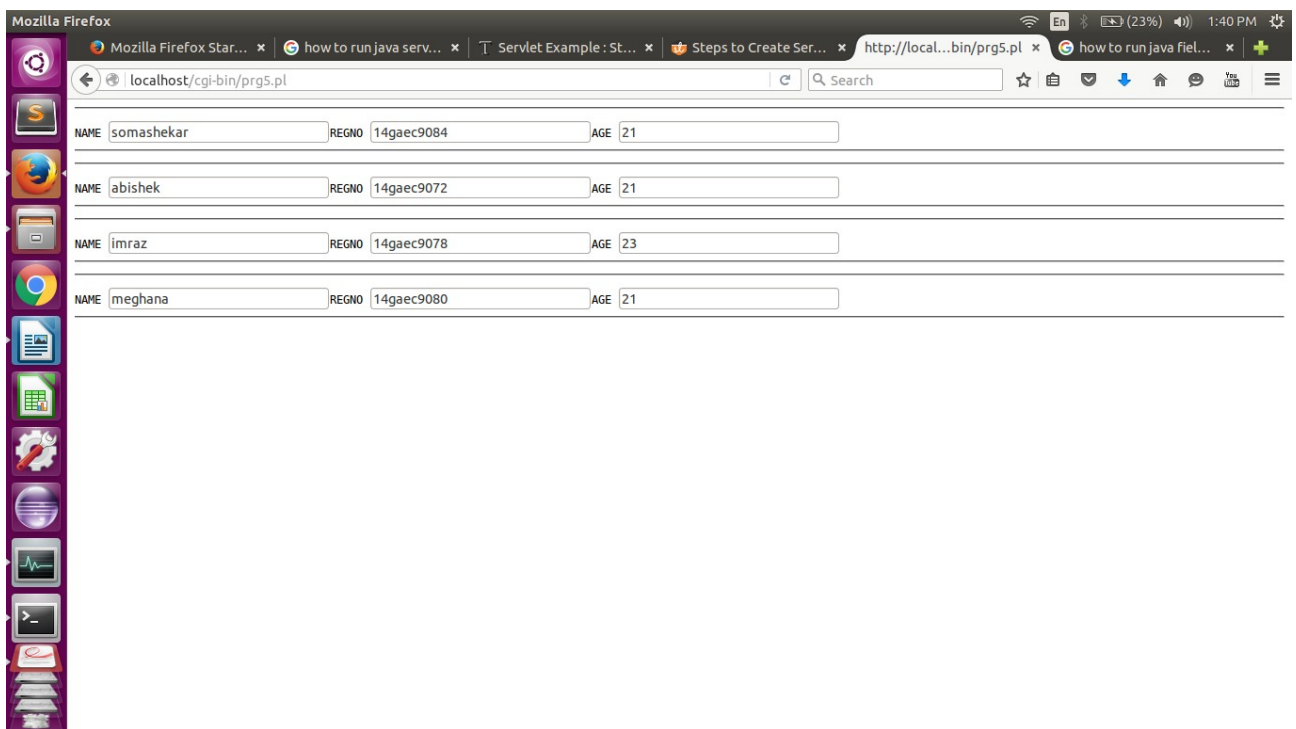 Mozilla Firefox En (23%) 1:40 PM
Mozilla Firefox Star... how to run java serv... Servlet Example : St... Steps to Create Ser... http://local...bin/prg5.pl how to run java fiel...
localhost/cgi-bin/prg5.pl Search You Tube
NAME somashekar REGNO 14gaec9084 AGE 21
NAME abishek REGNO 14gaec9072 AGE 21
NAME imraz REGNO 14gaec9078 AGE 23
NAME meghana REGNO 14gaec9080 AGE 21